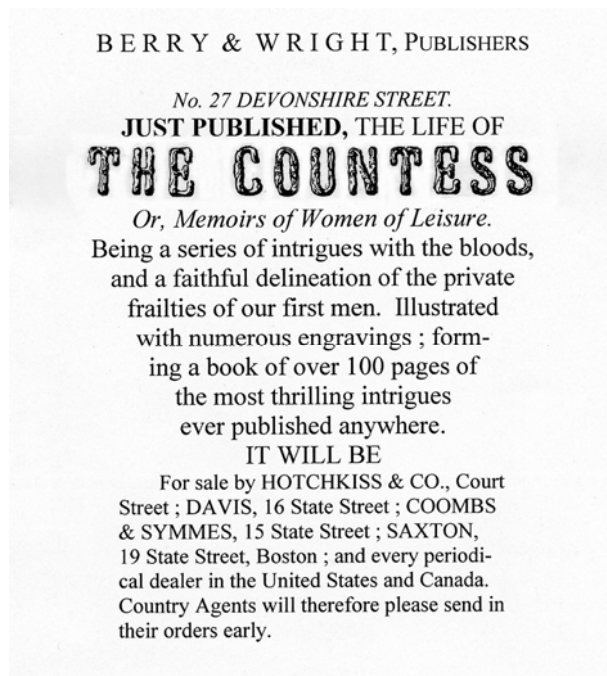 BERRY & WRIGHT, PUBLISHERS
No. 27 DEVONSHIRE STREET.
JUST PUBLISHED, THE LIFE OF
THE COUNTESS
Or, Memoirs of Women of Leisure.
Being a series of intrigues with the bloods,
and a faithful delineation of the private
frailties of our first men. Illustrated
with numerous engravings ; form-
ing a book of over 100 pages of
the most thrilling intrigues
ever published anywhere.
IT WILL BE
For sale by HOTCHKISS & CO., Court
Street ; DAVIS, 16 State Street ; COOMBS
& SYMMES, 15 State Street ; SAXTON,
19 State Street, Boston ; and every periodi-
cal dealer in the United States and Canada.
Country Agents will therefore please send in
their orders early.